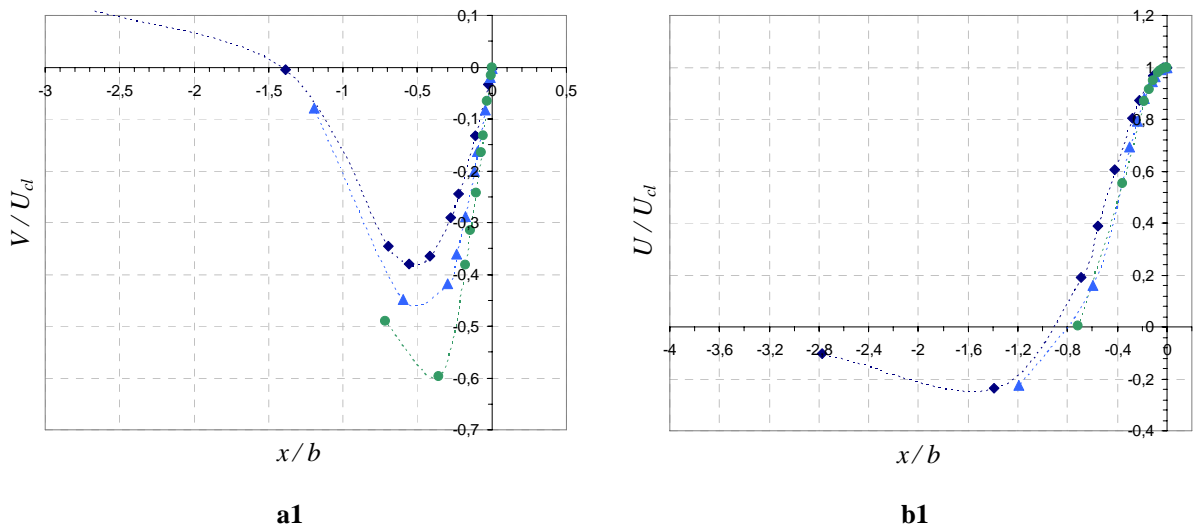 0,1
0
-3 -2,5 -2 -1,5 -1 -0,5 0 0,5
-0,1
-0,2
-0,3
-0,4
-0,5
-0,6
-0,7
V / U_cl
x / b
a1
1,2
1
0,8
0,6
0,4
0,2
0
-4 -3,6 -3,2 -2,8 -2,4 -2 -1,6 -1,2 -0,8 -0,4 0
-0,2
-0,4
U / U_cl
x / b
b1